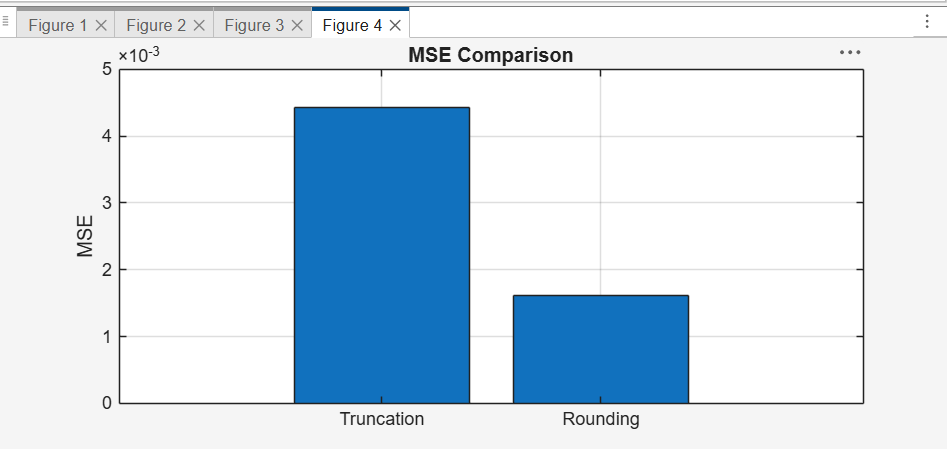 Figure 1 × Figure 2 × Figure 3 × Figure 4 ×
×10⁻³
MSE Comparison
5
4
3
2
1
0
MSE
Truncation
Rounding